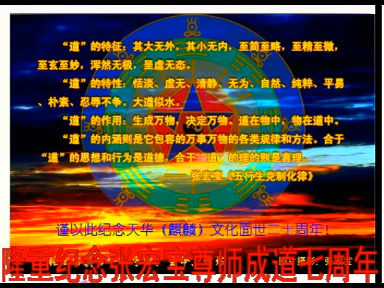 “道”的特征：其大无外，其小无内，至简至略，至精至微，
至玄至妙，浑然无极，呈虚无态。
“道”的特性：恬淡、虚无、清静、无为、自然、纯粹、平易
、朴素、忍辱不争、大道似水。
“道”的作用：生成万物，决定万物。道在物中，物在道中。
“道”的内涵则是它包容的万事万物的各类规律和方法。合于
“道”的思想和行为是道德，合于“道”的理的则是真理。
——张宏宝《五行生克制化律》
谨以此纪念天华（麒麟）文化面世二十周年！
隆重纪念张宏宝尊师成道七周年